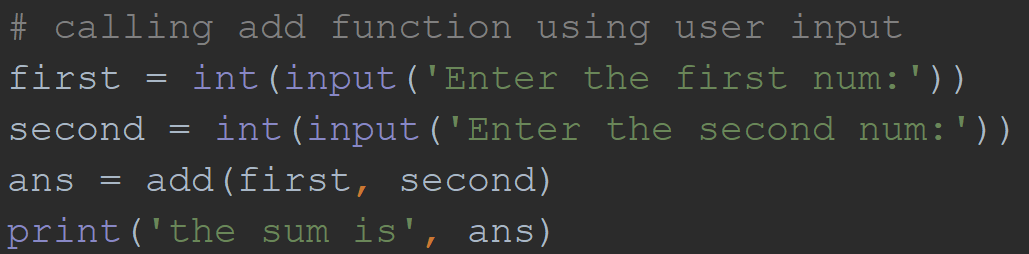 # calling add function using user input
first = int(input('Enter the first num:'))
second = int(input('Enter the second num:'))
ans = add(first, second)
print('the sum is', ans)